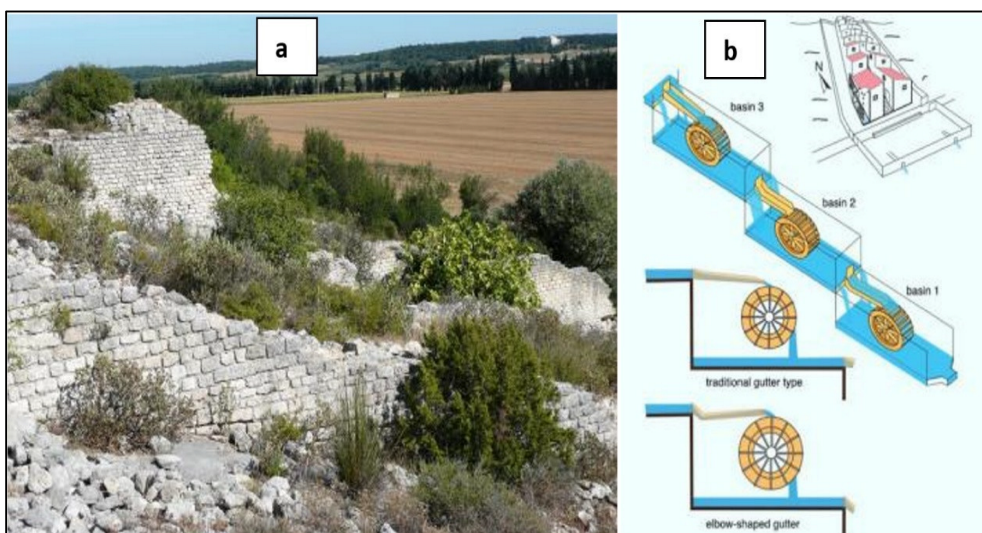 a
b
N
basin 3
basin 2
basin 1
traditional gutter type
elbow-shaped gutter